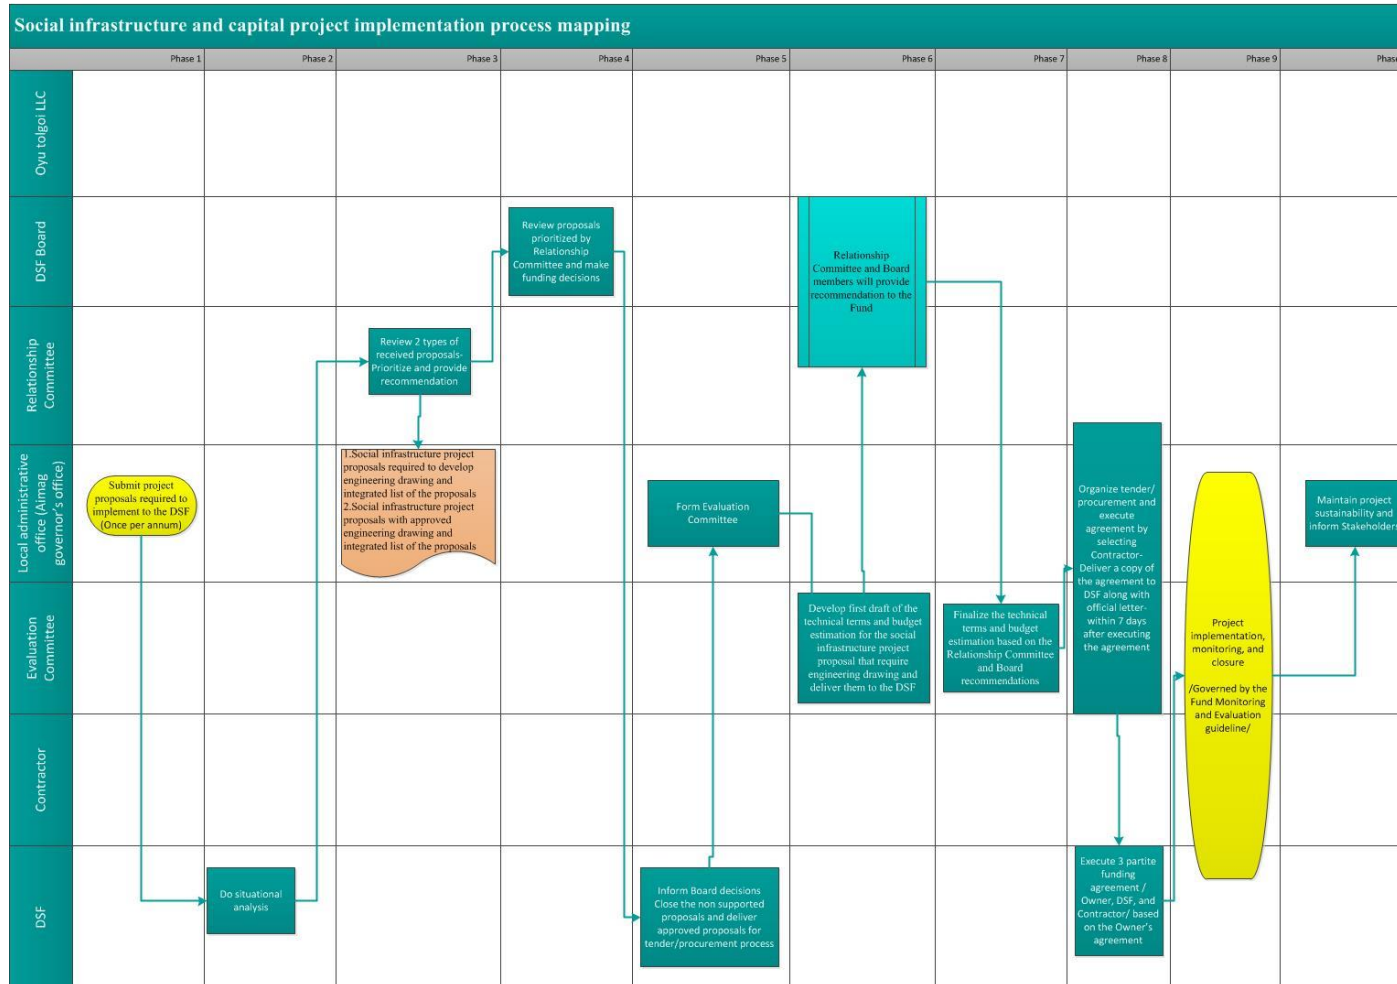 Social infrastructure and capital project implementation process mapping
Phase 1
Phase 2
Phase 3
Phase 4
Phase 5
Phase 6
Phase 7
Phase 8
Phase 9
Phase
Oyu tolgoi LLC
DSF Board
Review proposals
prioritized by
Relationship
Committee and make
funding decisions
Relationship
Committee and Board
members will provide
recommendation to the
Fund
Relationship
Committee
Review 2 types of
received proposals-
Prioritize and provide
recommendation
Local administrative
office (Aimag
governor's office)
Submit project
proposals required to
implement to the DSF
(Once per annum)
1.Social infrastructure project
proposals required to develop
engineering drawing and
integrated list of the proposals
2.Social infrastructure project
proposals with approved
engineering drawing and
integrated list of the proposals
Form Evaluation
Committee
Organize tender/
procurement and
execute
agreement by
selecting
Contractor-
Deliver a copy of
the agreement to
DSF along with
official letter-
within 7 days
after executing
the agreement
Maintain project
sustainability and
inform Stakeholders
Evaluation
Committee
Develop first draft of the
technical terms and budget
estimation for the social
infrastructure project
proposal that require
engineering drawing and
deliver them to the DSF
Finalize the technical
terms and budget
estimation based on the
Relationship Committee
and Board
recommendations
Project
implementation,
monitoring, and
closure
/Governed by the
Fund Monitoring
and Evaluation
guideline/
Contractor
DSF
Do situational
analysis
Inform Board decisions
Close the non supported
proposals and deliver
approved proposals for
tender/procurement process
Execute 3 partite
funding
agreement /
Owner, DSF, and
Contractor/ based
on the Owner's
agreement